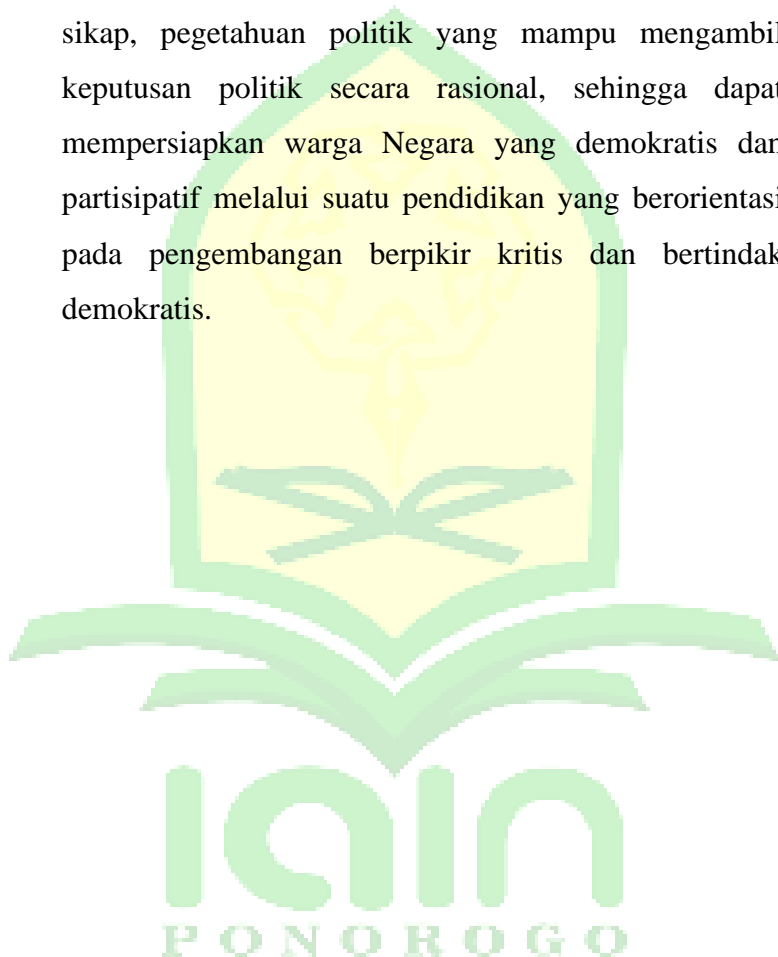 sikap, pegetahuan politik yang mampu mengambil
keputusan politik secara rasional, sehingga dapat
mempersiapkan warga Negara yang demokratis dan
partisipatif melalui suatu pendidikan yang berorientasi
pada pengembangan berpikir kritis dan bertindak
demokratis.
iain
PONOROGO